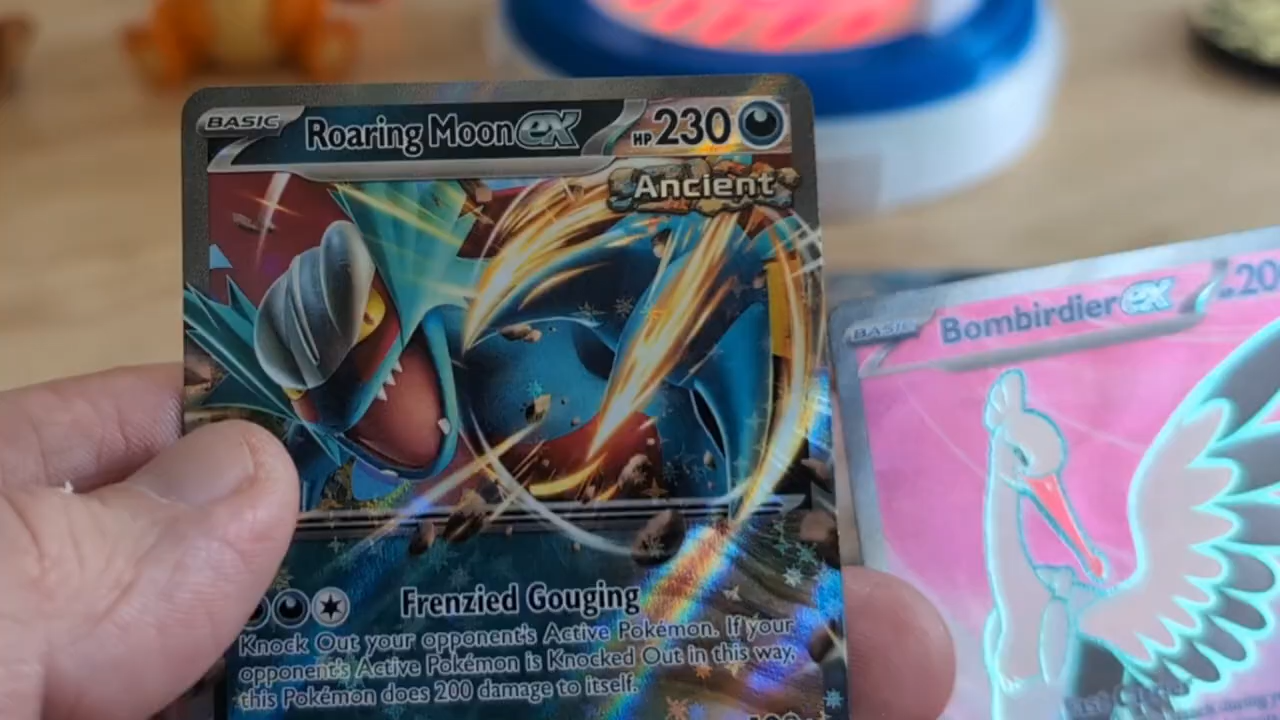 BASIC Roaring Moon ex HP 230
Ancient
Frenzied Gouging
Knock Out your opponent's Active Pokémon. If your
opponent's Active Pokémon is Knocked Out in this way,
this Pokémon does 200 damage to itself.
BASIC Bombirdier ex 20